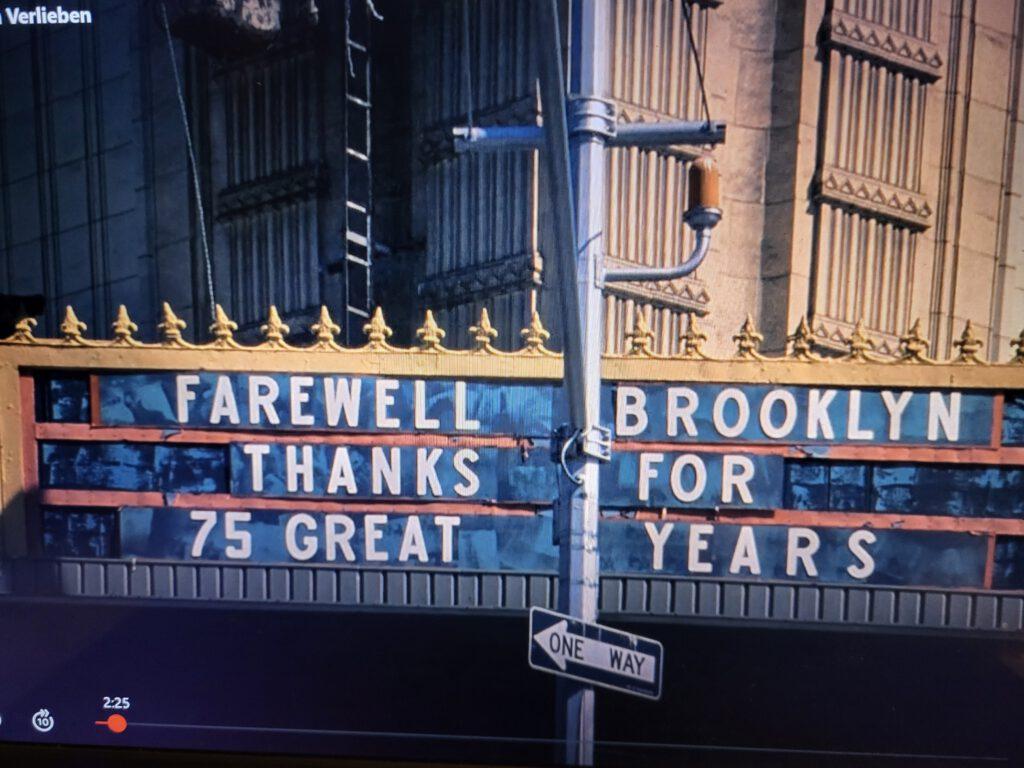 Verlieben
FAREWELL BROOKLYN
THANKS FOR
75 GREAT YEARS
ONE WAY
10
2:25